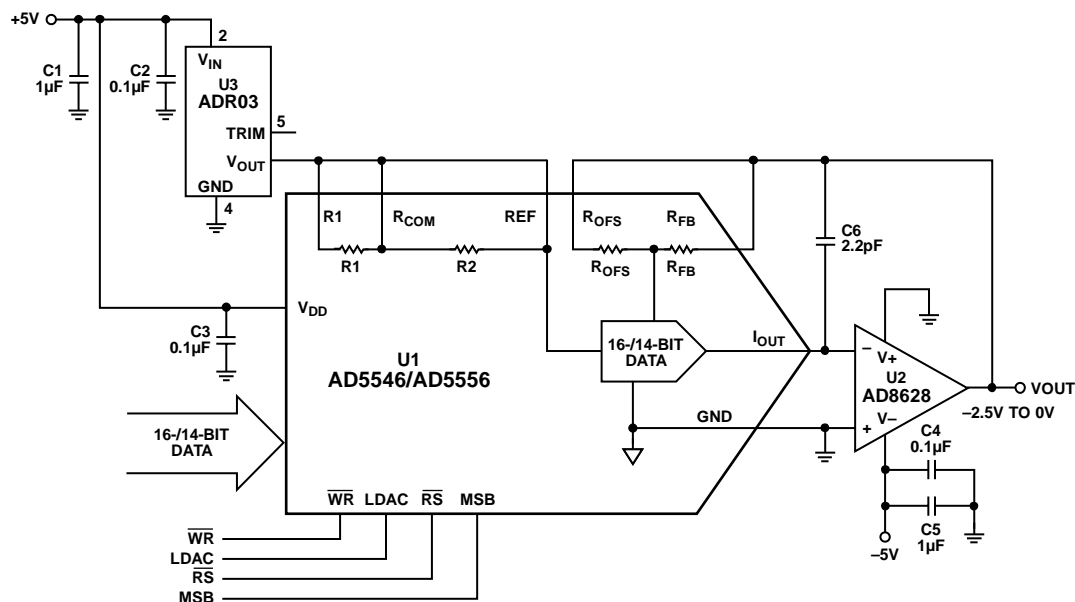 +5V
C1
1µF
C2
0.1µF
2
VIN
U3
ADR03
5
TRIM
VOUT
GND
4
R1
RCOM
REF
ROFS
RFB
R1
R2
ROFS
RFB
C6
2.2pF
VDD
C3
0.1µF
U1
AD5546/AD5556
16-/14-BIT
DATA
IOUT
–
V+
U2
AD8628
V–
+
VOUT
–2.5V TO 0V
GND
C4
0.1µF
C5
1µF
–5V
16-/14-BIT
DATA
WR LDAC RS MSB
WR
LDAC
RS
MSB